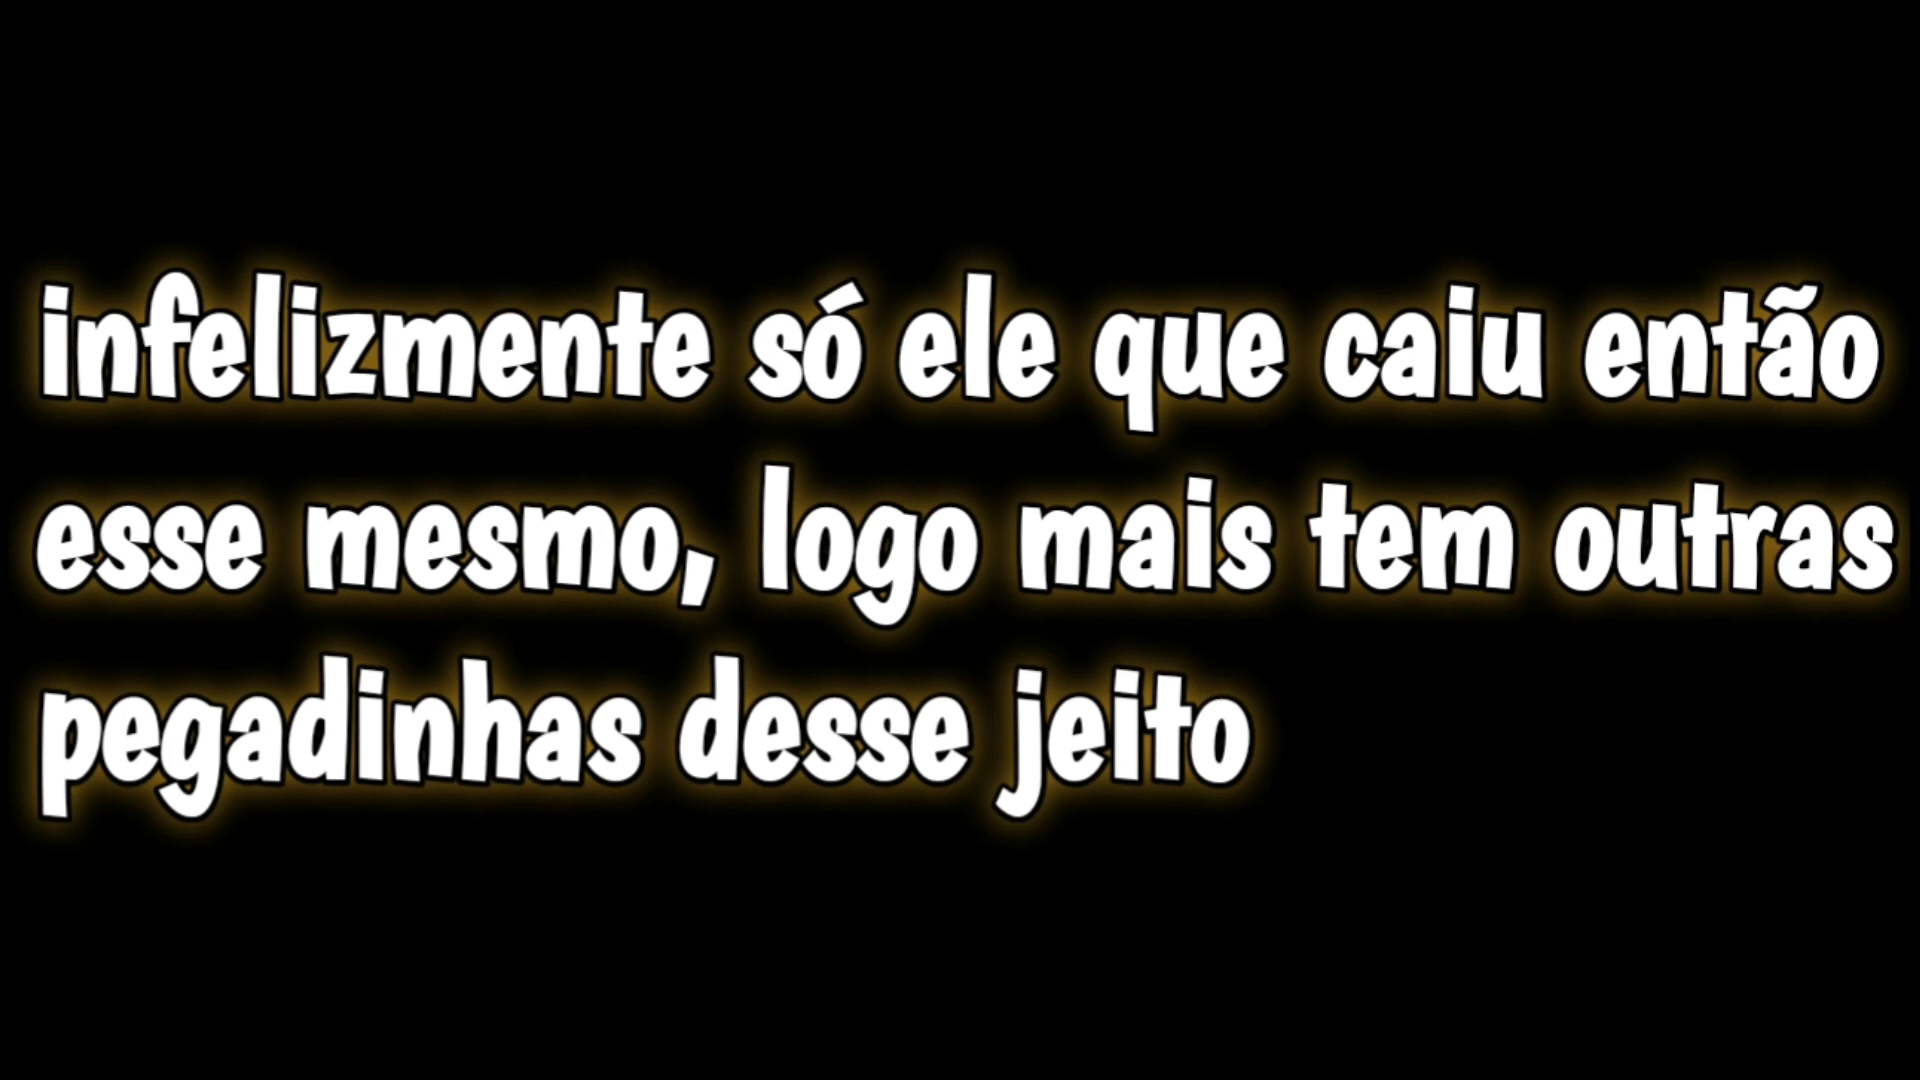 infelizmente só ele que caiu então
esse mesmo, logo mais tem outras
pegadinhas desse jeito